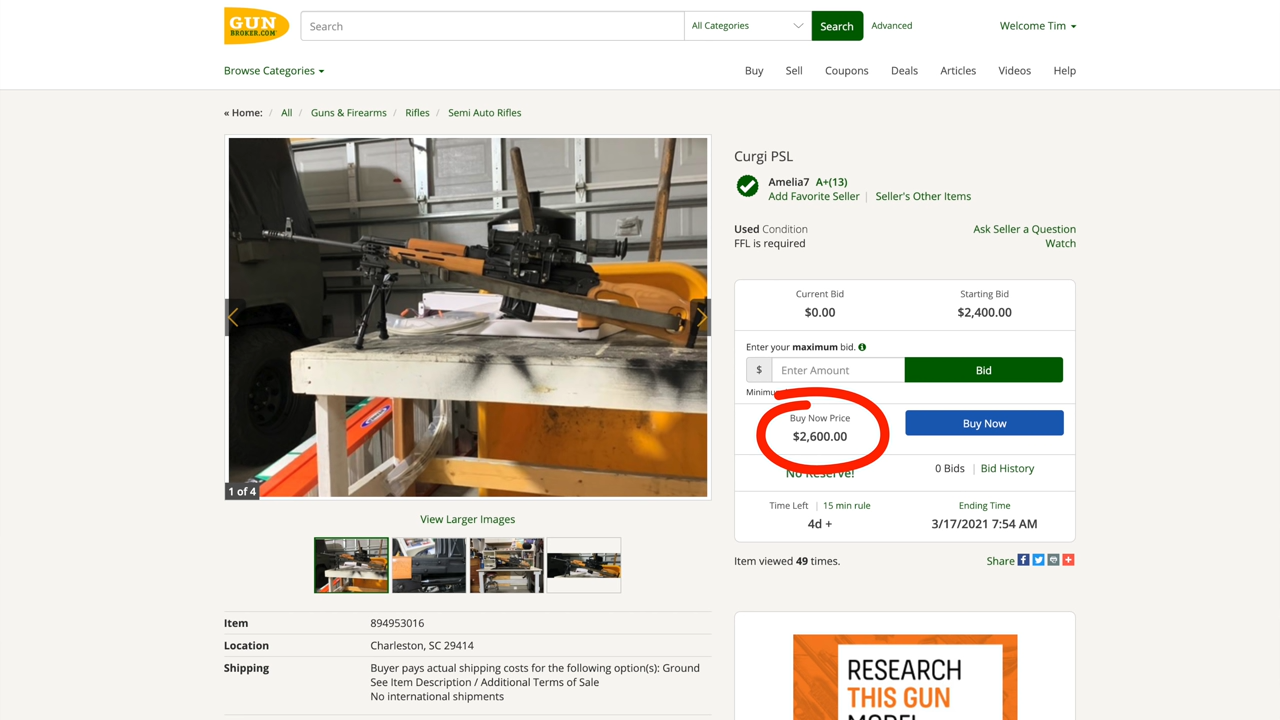 GUN
BROKER.COM
Search
All Categories
Search
Advanced
Welcome Tim
Browse Categories
Buy
Sell
Coupons
Deals
Articles
Videos
Help
« Home: / All / Guns & Firearms / Rifles / Semi Auto Rifles
Curgi PSL
Amelia7 A+(13)
Add Favorite Seller | Seller's Other Items
Used Condition
Ask Seller a Question
FFL is required
Watch
Current Bid
Starting Bid
$0.00
$2,400.00
Enter your maximum bid.
$
Enter Amount
Bid
Buy Now Price
$2,600.00
Buy Now
No Reserve!
0 Bids | Bid History
Time Left | 15 min rule
Ending Time
4d +
3/17/2021 7:54 AM
1 of 4
View Larger Images
Item viewed 49 times.
Share
Item
894953016
Location
Charleston, SC 29414
Shipping
Buyer pays actual shipping costs for the following option(s): Ground
See Item Description / Additional Terms of Sale
No international shipments
RESEARCH
THIS GUN
MODEL